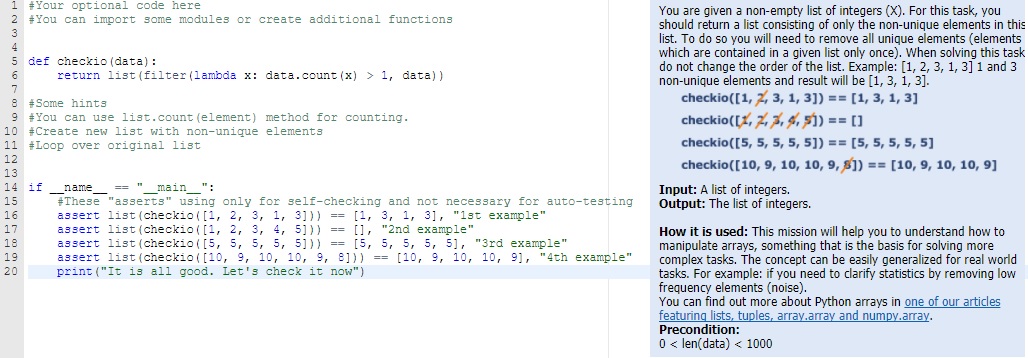 1 #Your optional code here
2 #You can import some modules or create additional functions
3
4
5 def checkio(data):
6     return list(filter(lambda x: data.count(x) > 1, data))
7
8 #Some hints
9 #You can use list.count(element) method for counting.
10 #Create new list with non-unique elements
11 #Loop over original list
12
13
14 if __name__ == "__main__":
15     #These "asserts" using only for self-checking and not necessary for auto-testing
16     assert list(checkio([1, 2, 3, 1, 3])) == [1, 3, 1, 3], "1st example"
17     assert list(checkio([1, 2, 3, 4, 5])) == [], "2nd example"
18     assert list(checkio([5, 5, 5, 5, 5])) == [5, 5, 5, 5, 5], "3rd example"
19     assert list(checkio([10, 9, 10, 10, 9, 8])) == [10, 9, 10, 10, 9], "4th example"
20     print("It is all good. Let's check it now")
You are given a non-empty list of integers (X). For this task, you
should return a list consisting of only the non-unique elements in this
list. To do so you will need to remove all unique elements (elements
which are contained in a given list only once). When solving this task
do not change the order of the list. Example: [1, 2, 3, 1, 3] 1 and 3
non-unique elements and result will be [1, 3, 1, 3].
checkio([1, 2, 3, 1, 3]) == [1, 3, 1, 3]
checkio([1, 2, 3, 4, 5]) == []
checkio([5, 5, 5, 5, 5]) == [5, 5, 5, 5, 5]
checkio([10, 9, 10, 10, 9, 8]) == [10, 9, 10, 10, 9]
Input: A list of integers.
Output: The list of integers.
How it is used: This mission will help you to understand how to
manipulate arrays, something that is the basis for solving more
complex tasks. The concept can be easily generalized for real world
tasks. For example: if you need to clarify statistics by removing low
frequency elements (noise).
You can find out more about Python arrays in one of our articles
featuring lists, tuples, array.array and numpy.array.
Precondition:
0 < len(data) < 1000